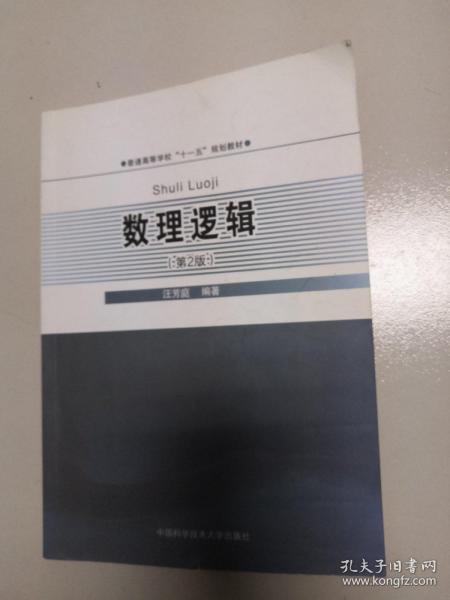 ●普通高等学校“十一五”规划教材●
Shuli Luoji
数理逻辑
(第2版)
汪芳庭 编著
中国科学技术大学出版社
孔夫子旧书网
www.kongfz.com